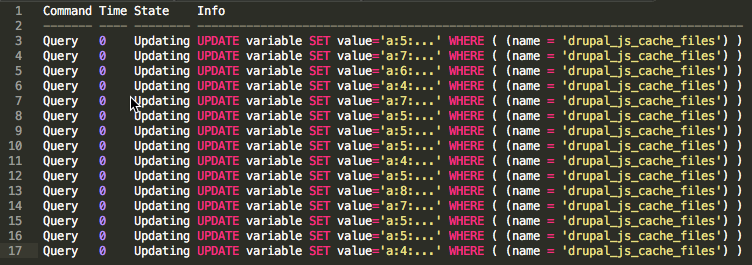 1 Command Time State Info
2 ------- ---- -------- ------------------------------------------------------------------------------
3 Query 0 Updating UPDATE variable SET value='a:5:...' WHERE ( (name = 'drupal_js_cache_files') )
4 Query 0 Updating UPDATE variable SET value='a:7:...' WHERE ( (name = 'drupal_js_cache_files') )
5 Query 0 Updating UPDATE variable SET value='a:6:...' WHERE ( (name = 'drupal_js_cache_files') )
6 Query 0 Updating UPDATE variable SET value='a:4:...' WHERE ( (name = 'drupal_js_cache_files') )
7 Query 0 Updating UPDATE variable SET value='a:7:...' WHERE ( (name = 'drupal_js_cache_files') )
8 Query 0 Updating UPDATE variable SET value='a:5:...' WHERE ( (name = 'drupal_js_cache_files') )
9 Query 0 Updating UPDATE variable SET value='a:5:...' WHERE ( (name = 'drupal_js_cache_files') )
10 Query 0 Updating UPDATE variable SET value='a:5:...' WHERE ( (name = 'drupal_js_cache_files') )
11 Query 0 Updating UPDATE variable SET value='a:4:...' WHERE ( (name = 'drupal_js_cache_files') )
12 Query 0 Updating UPDATE variable SET value='a:5:...' WHERE ( (name = 'drupal_js_cache_files') )
13 Query 0 Updating UPDATE variable SET value='a:8:...' WHERE ( (name = 'drupal_js_cache_files') )
14 Query 0 Updating UPDATE variable SET value='a:7:...' WHERE ( (name = 'drupal_js_cache_files') )
15 Query 0 Updating UPDATE variable SET value='a:5:...' WHERE ( (name = 'drupal_js_cache_files') )
16 Query 0 Updating UPDATE variable SET value='a:5:...' WHERE ( (name = 'drupal_js_cache_files') )
17 Query 0 Updating UPDATE variable SET value='a:4:...' WHERE ( (name = 'drupal_js_cache_files') )